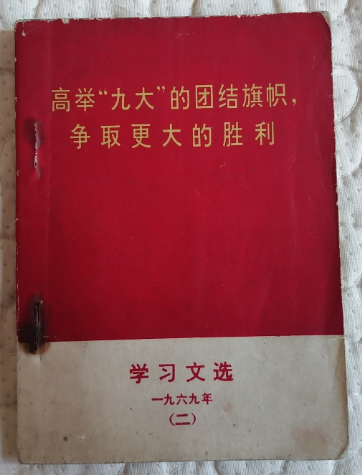 高举“九大”的团结旗帜，
争取更大的胜利
学习文选
一九六九年
（二）